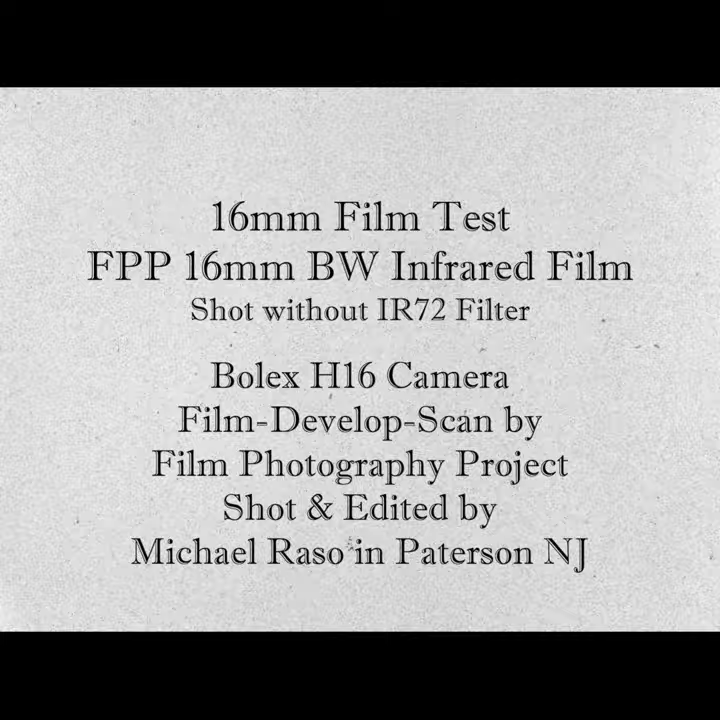 16mm Film Test
FPP 16mm BW Infrared Film
Shot without IR72 Filter
Bolex H16 Camera
Film-Develop-Scan by
Film Photography Project
Shot & Edited by
Michael Raso in Paterson NJ